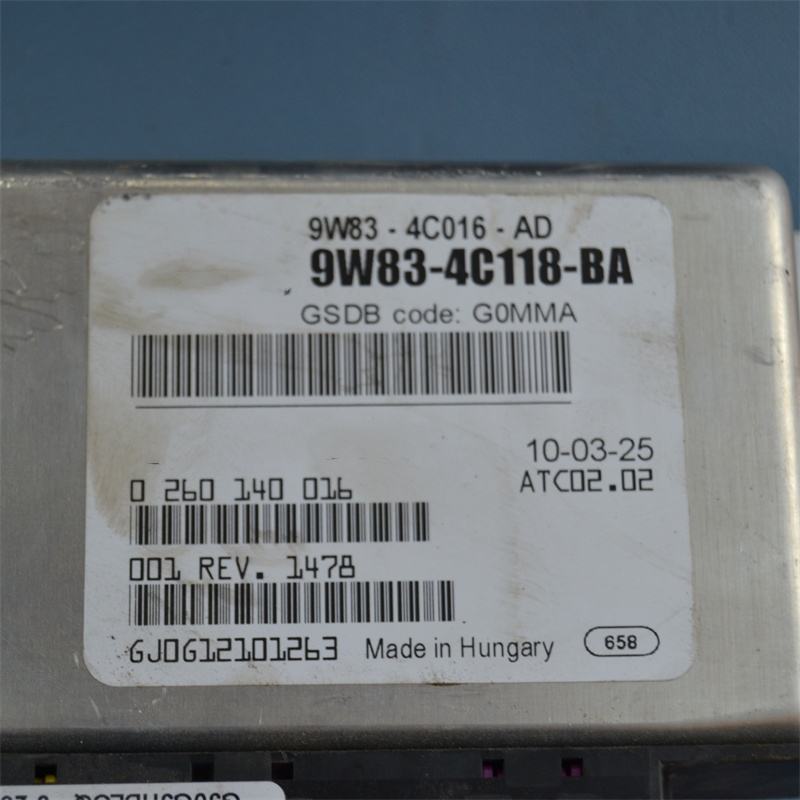 9W83 - 4C016 - AD
9W83-4C118-BA
GSDB code: G0MMA
10-03-25
0 260 140 016
ATC02.02
001 REV. 1478
GJ0G12101263 Made in Hungary 658